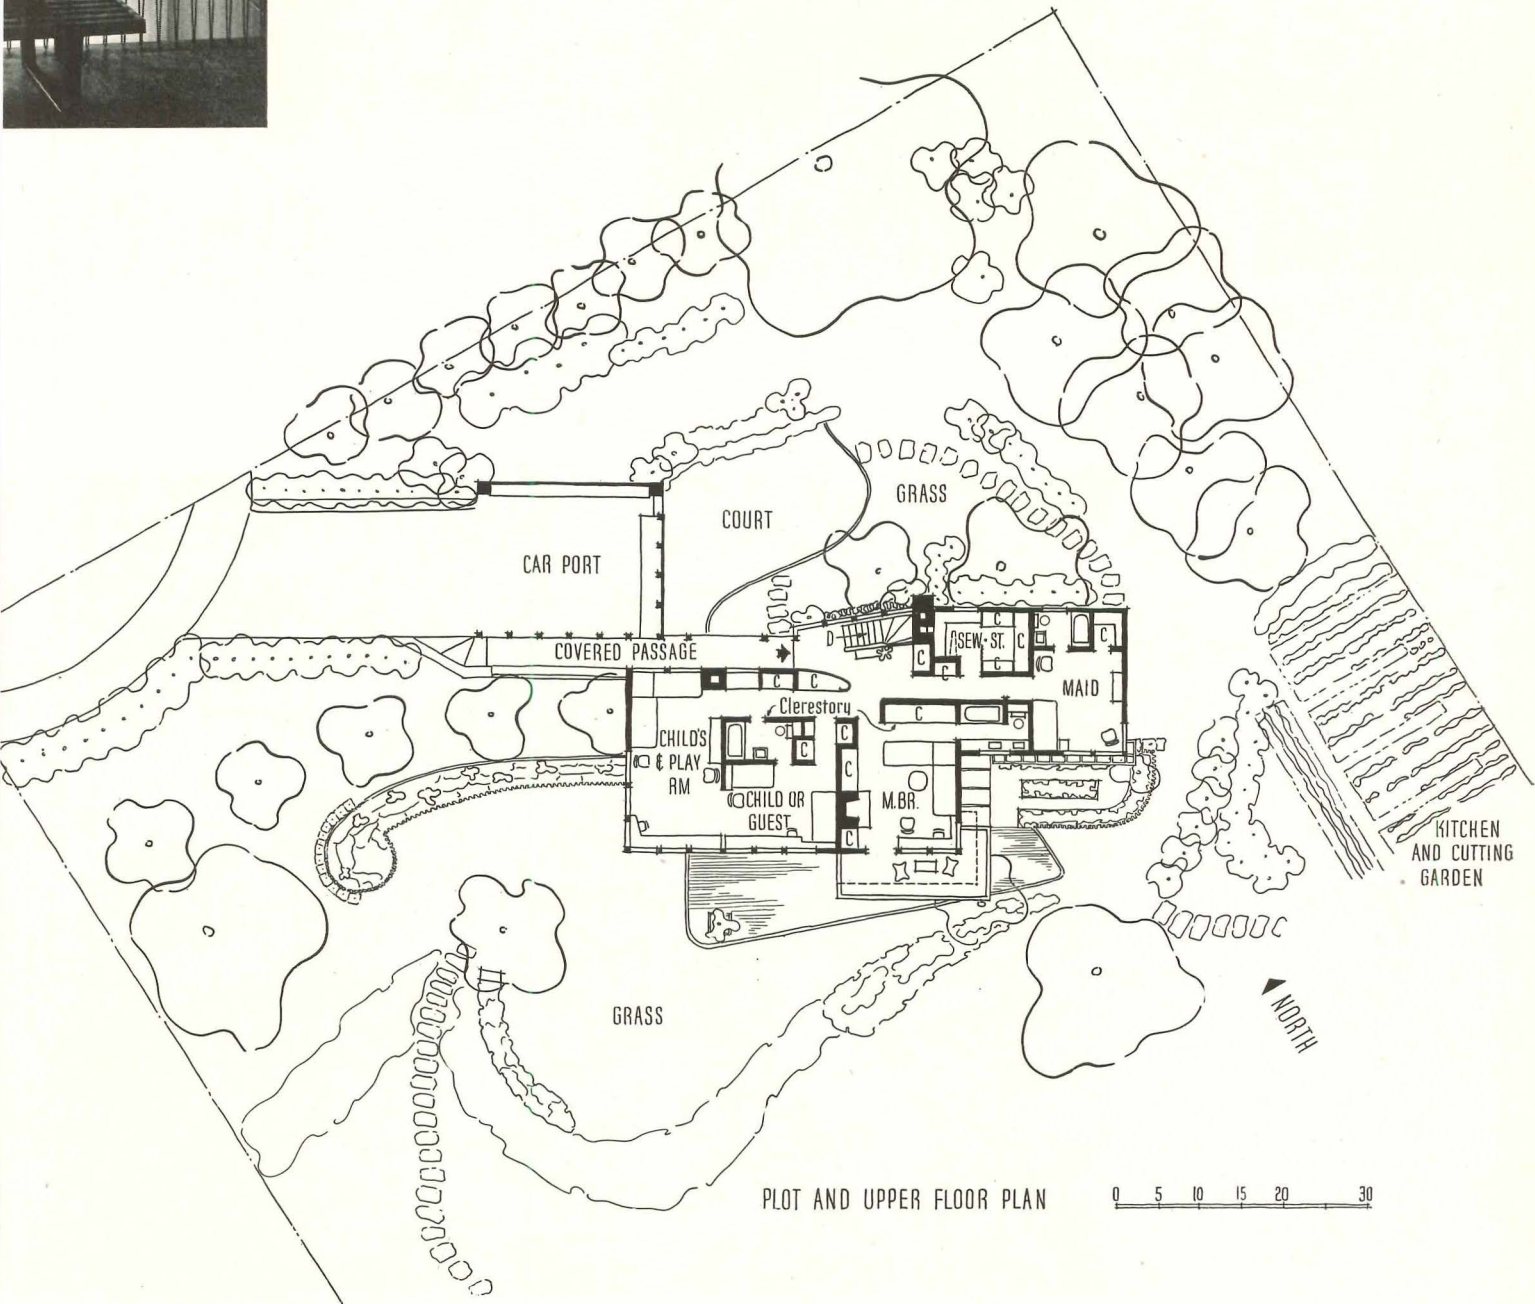 GRASS
COURT
CAR PORT
COVERED PASSAGE
D
SEW·ST.
C
C
C
C
C
C
MAID
C
C
Clerestory
C
CHILD'S
& PLAY
RM
C
C
C
CHILD OR
GUEST
M.BR.
C
KITCHEN
AND CUTTING
GARDEN
NORTH
GRASS
PLOT AND UPPER FLOOR PLAN
0 5 10 15 20 30